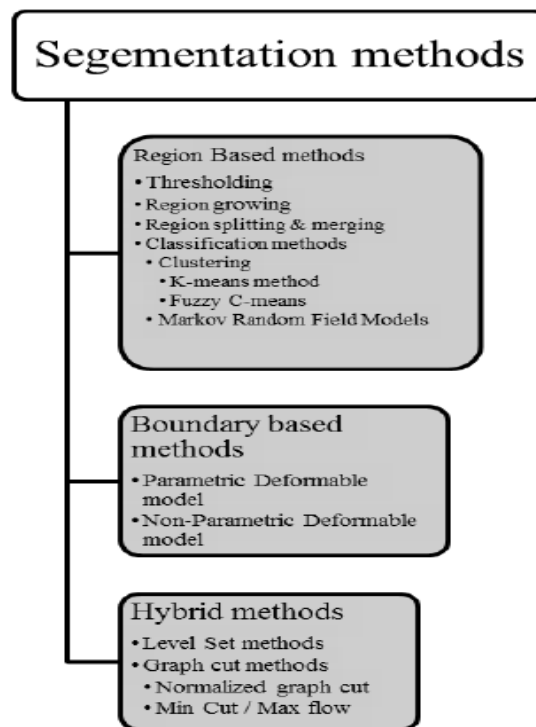 Segementation methods
Region Based methods
• Thresholding
• Region growing
• Region splitting & merging
• Classification methods
• Clustering
• K-means method
• Fuzzy C-means
• Markov Random Field Models
Boundary based
methods
• Parametric Deformable
model
• Non-Parametric Deformable
model
Hybrid methods
• Level Set methods
• Graph cut methods
• Normalized graph cut
• Min Cut / Max flow